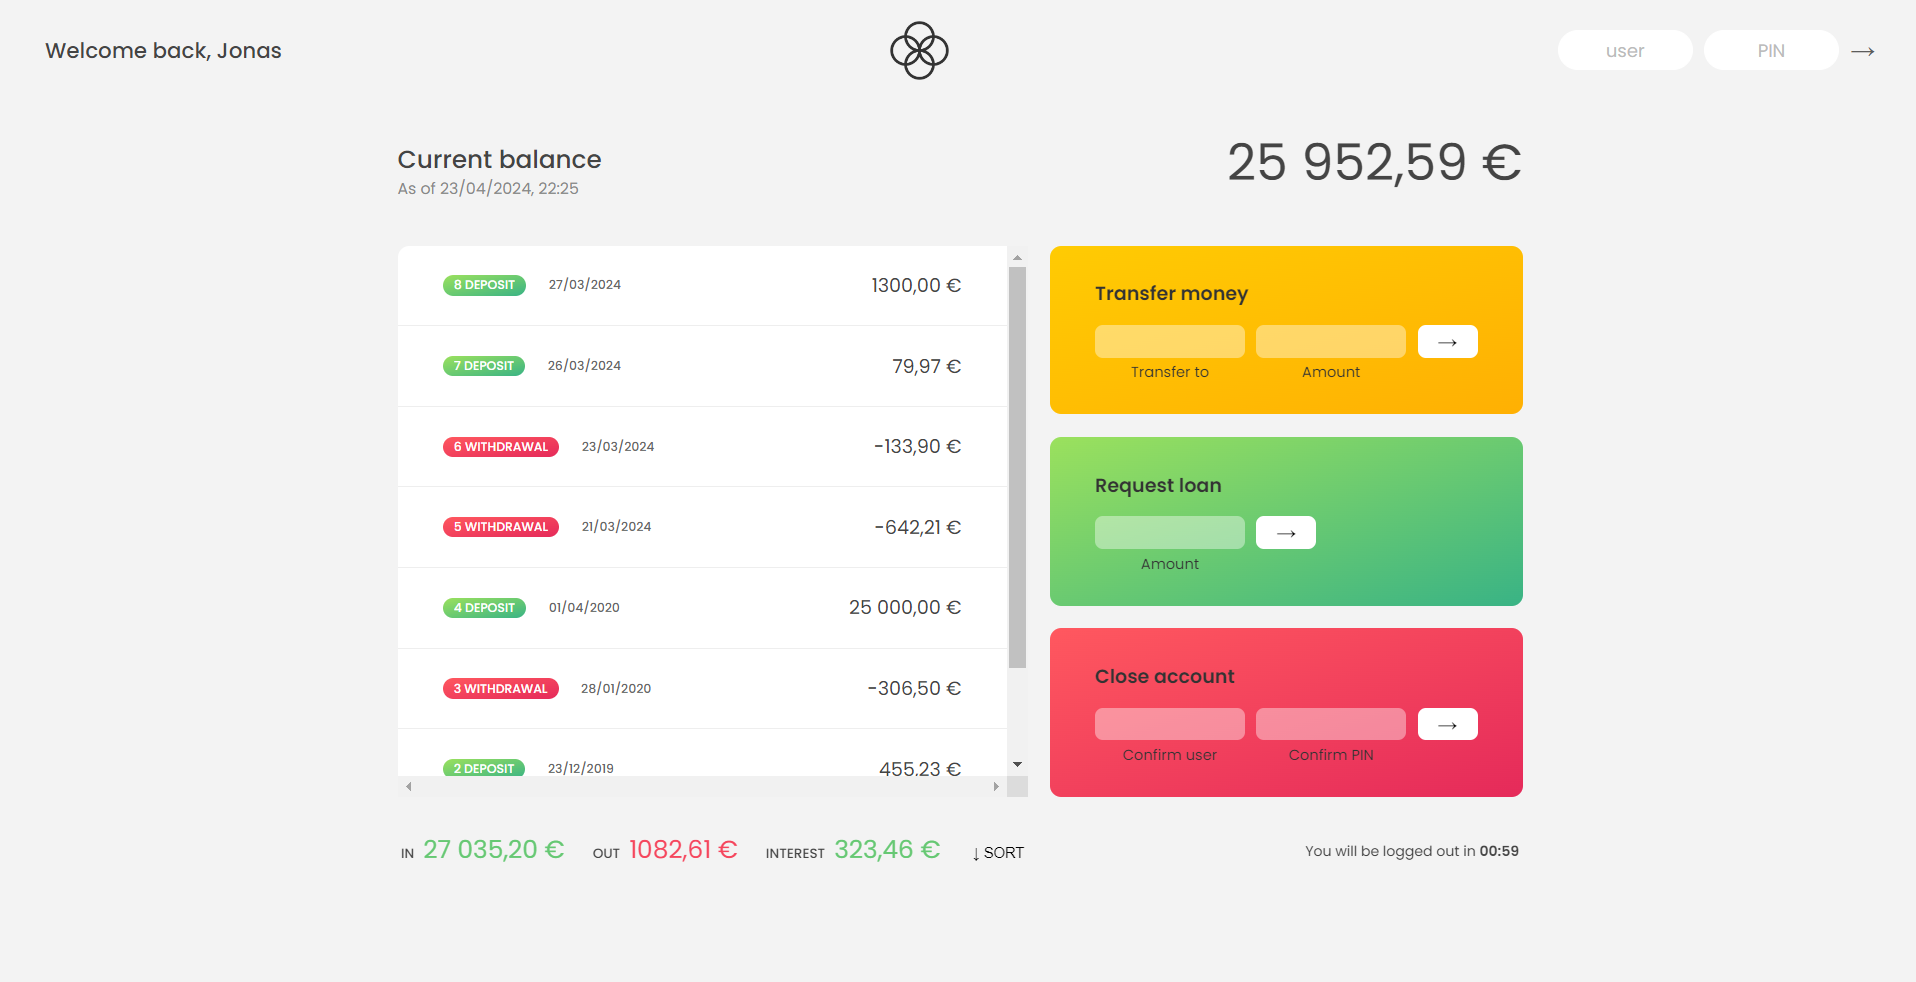 Welcome back, Jonas
user
PIN
→
Current balance
As of 23/04/2024, 22:25
25 952,59 €
8 DEPOSIT 27/03/2024 1300,00 €
7 DEPOSIT 26/03/2024 79,97 €
6 WITHDRAWAL 23/03/2024 -133,90 €
5 WITHDRAWAL 21/03/2024 -642,21 €
4 DEPOSIT 01/04/2020 25 000,00 €
3 WITHDRAWAL 28/01/2020 -306,50 €
2 DEPOSIT 23/12/2019 455,23 €
Transfer money
→
Transfer to Amount
Request loan
→
Amount
Close account
→
Confirm user Confirm PIN
IN 27 035,20 € OUT 1082,61 € INTEREST 323,46 € ↓ SORT
You will be logged out in 00:59